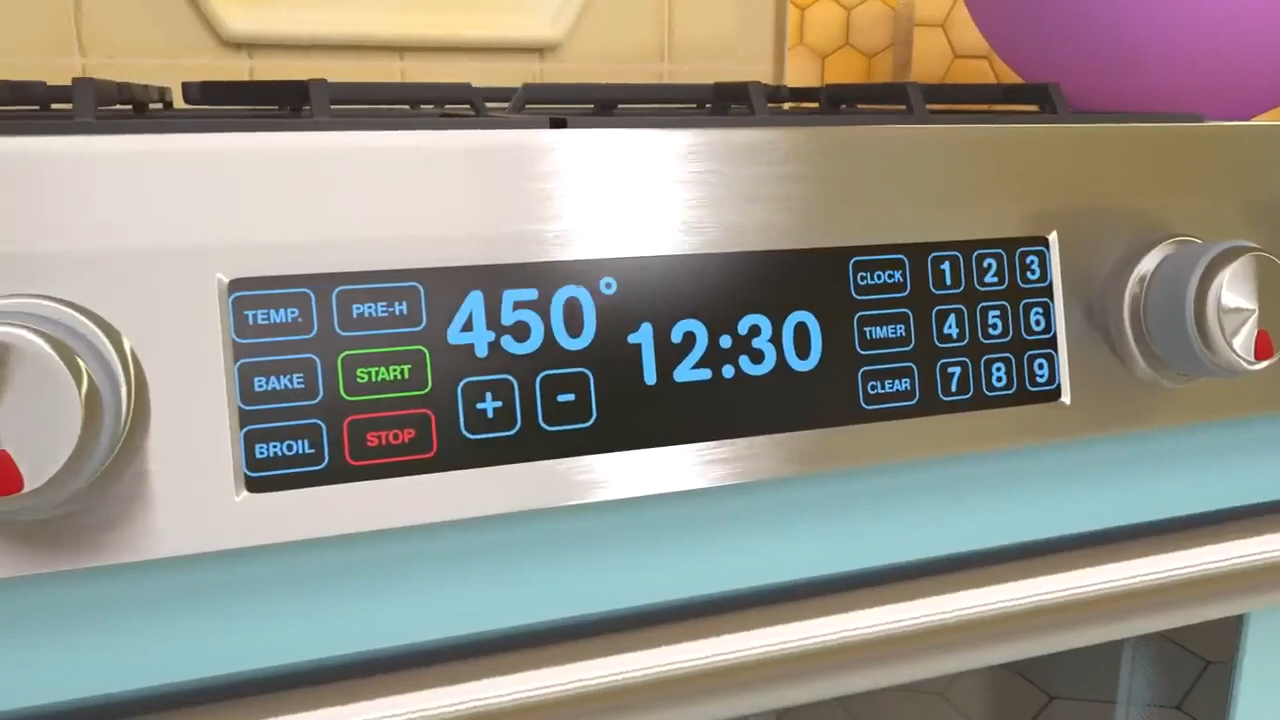 TEMP.
PRE-H
450°
12:30
CLOCK
1 2 3
BAKE
START
+ -
TIMER
4 5 6
BROIL
STOP
CLEAR
7 8 9